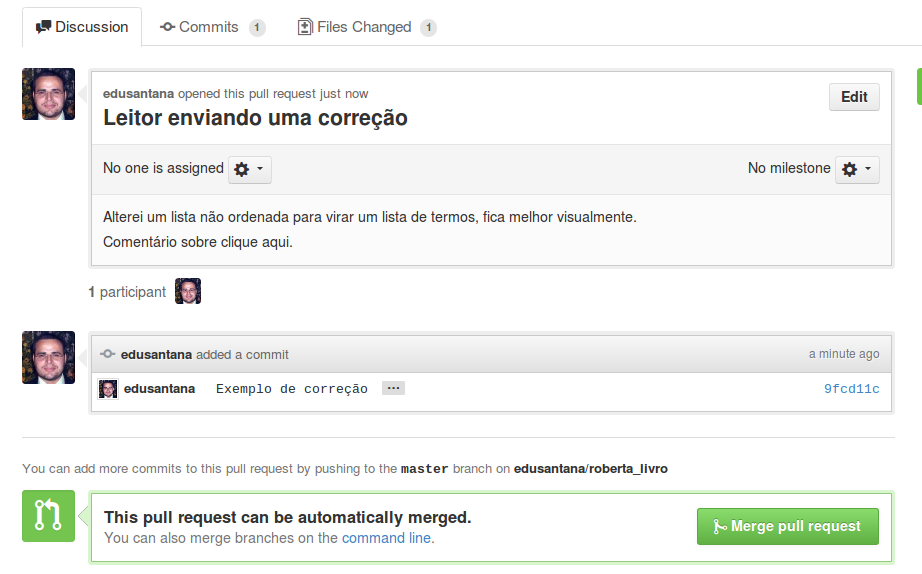 Discussion Commits 1 Files Changed 1
edusantana opened this pull request just now
Edit
Leitor enviando uma correção
No one is assigned No milestone
Alterei um lista não ordenada para virar um lista de termos, fica melhor visualmente.
Comentário sobre clique aqui.
1 participant
edusantana added a commit a minute ago
edusantana Exemplo de correção ... 9fcd11c
You can add more commits to this pull request by pushing to the master branch on edusantana/roberta_livro
This pull request can be automatically merged.
You can also merge branches on the command line.
Merge pull request